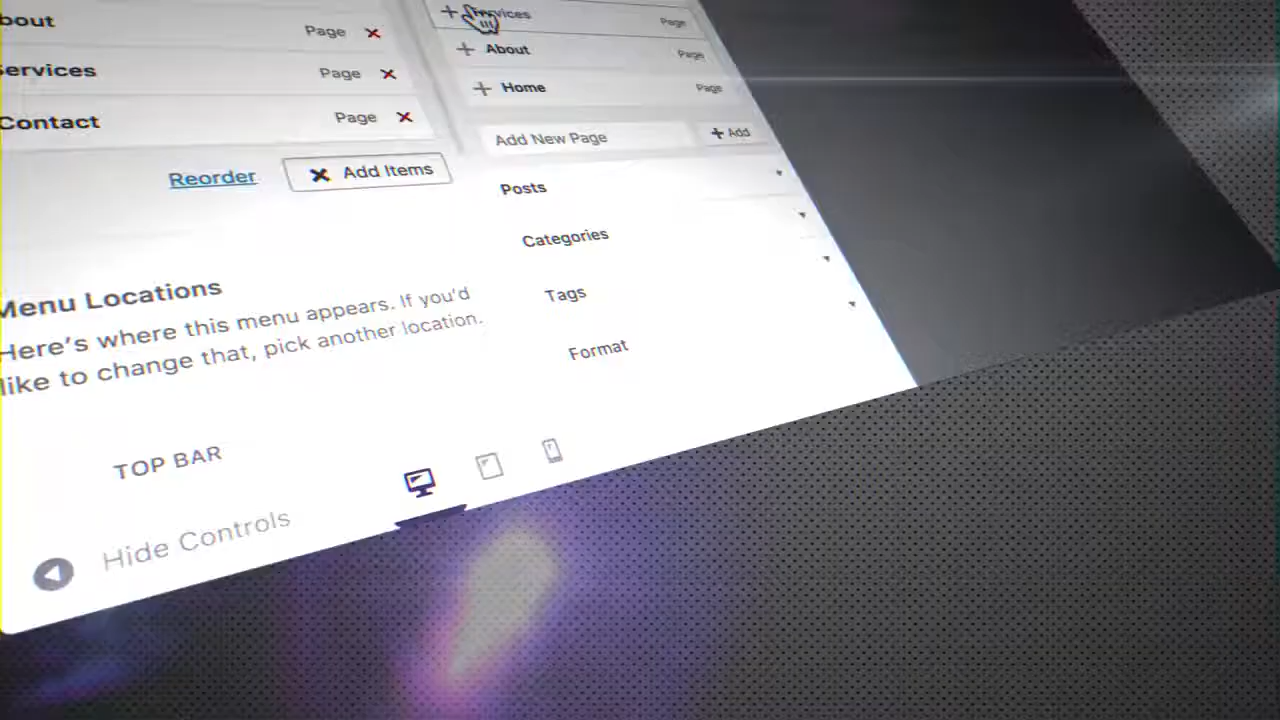 bout
Page
ervices
Page
Contact
Page
Reorder
Add Items
Menu Locations
Here's where this menu appears. If you'd
like to change that, pick another location.
TOP BAR
Hide Controls
Services
Page
About
Page
Home
Page
Add New Page
Add
Posts
Categories
Tags
Format